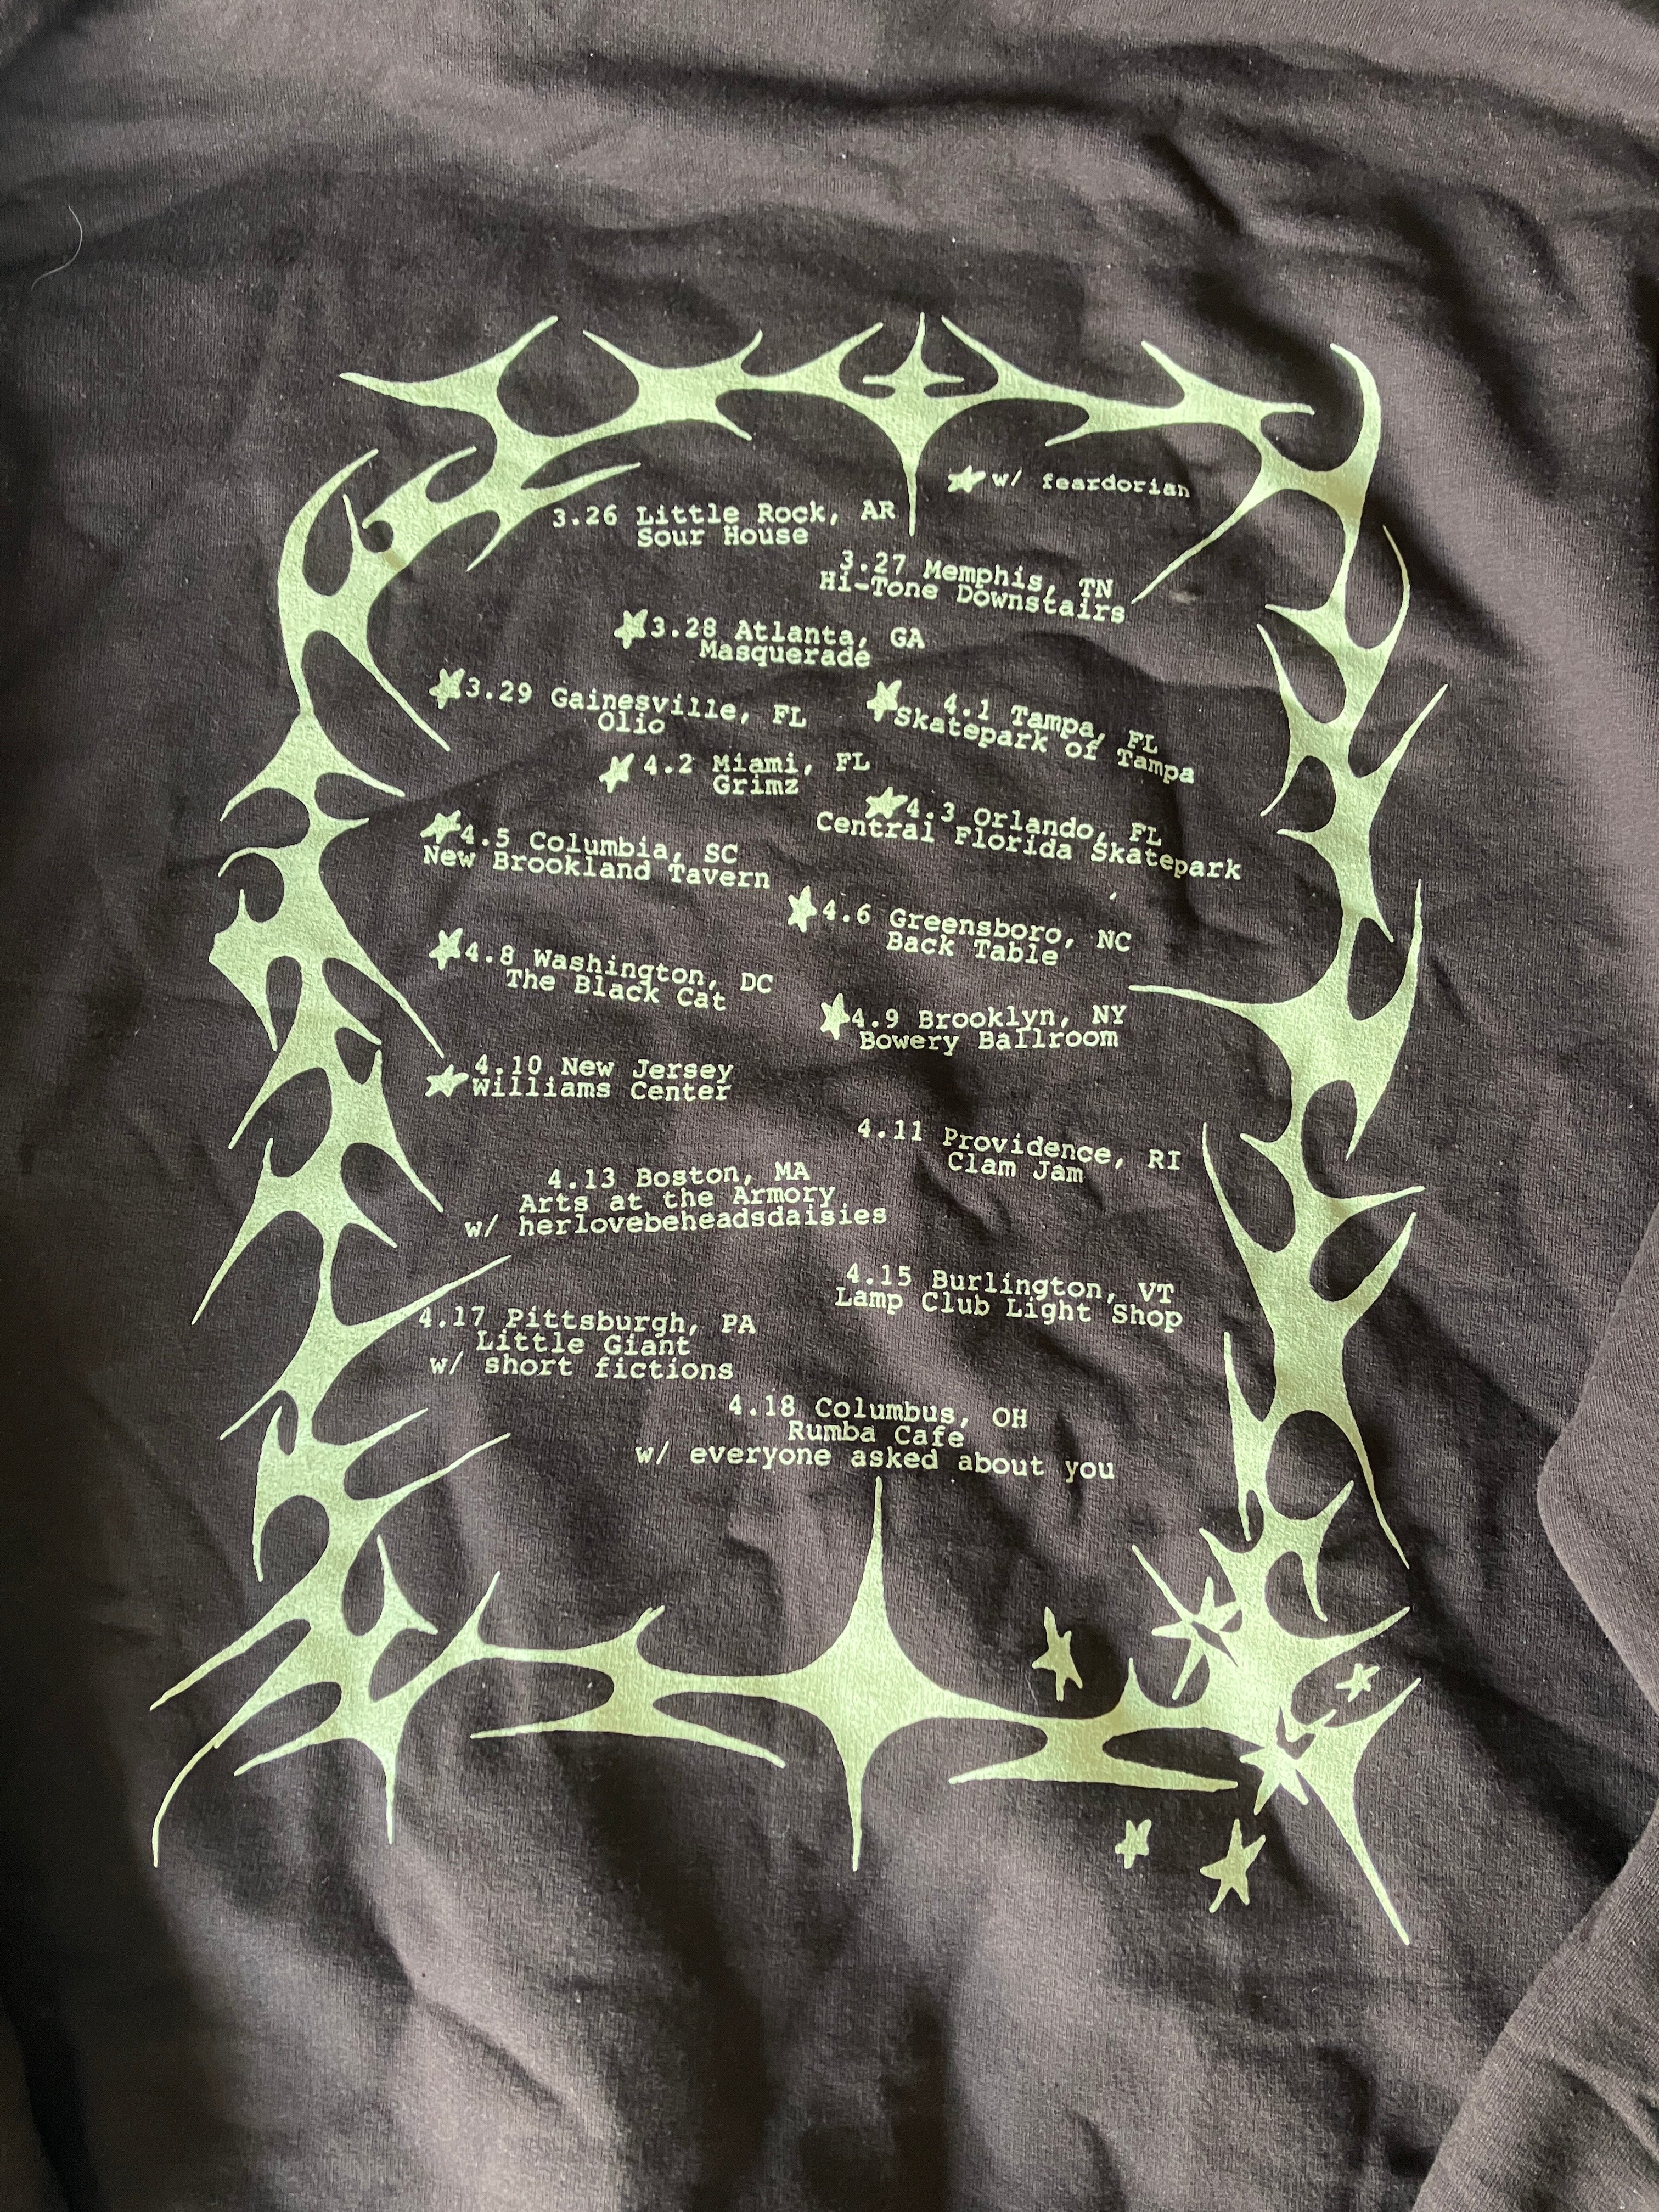 w/ feardorian
3.26 Little Rock, AR
Sour House
3.27 Memphis, TN
Hi-Tone Downstairs
3.28 Atlanta, GA
Masquerade
3.29 Gainesville, FL
Olio
4.1 Tampa, FL
Skatepark of Tampa
4.2 Miami, FL
Grimz
4.3 Orlando, FL
Central Florida Skatepark
4.5 Columbia, SC
New Brookland Tavern
4.6 Greensboro, NC
Back Table
4.8 Washington, DC
The Black Cat
4.9 Brooklyn, NY
Bowery Ballroom
4.10 New Jersey
Williams Center
4.11 Providence, RI
Clam Jam
4.13 Boston, MA
Arts at the Armory
w/ herlovebeheadsdaisies
4.15 Burlington, VT
Lamp Club Light Shop
4.17 Pittsburgh, PA
Little Giant
w/ short fictions
4.18 Columbus, OH
Rumba Cafe
w/ everyone asked about you